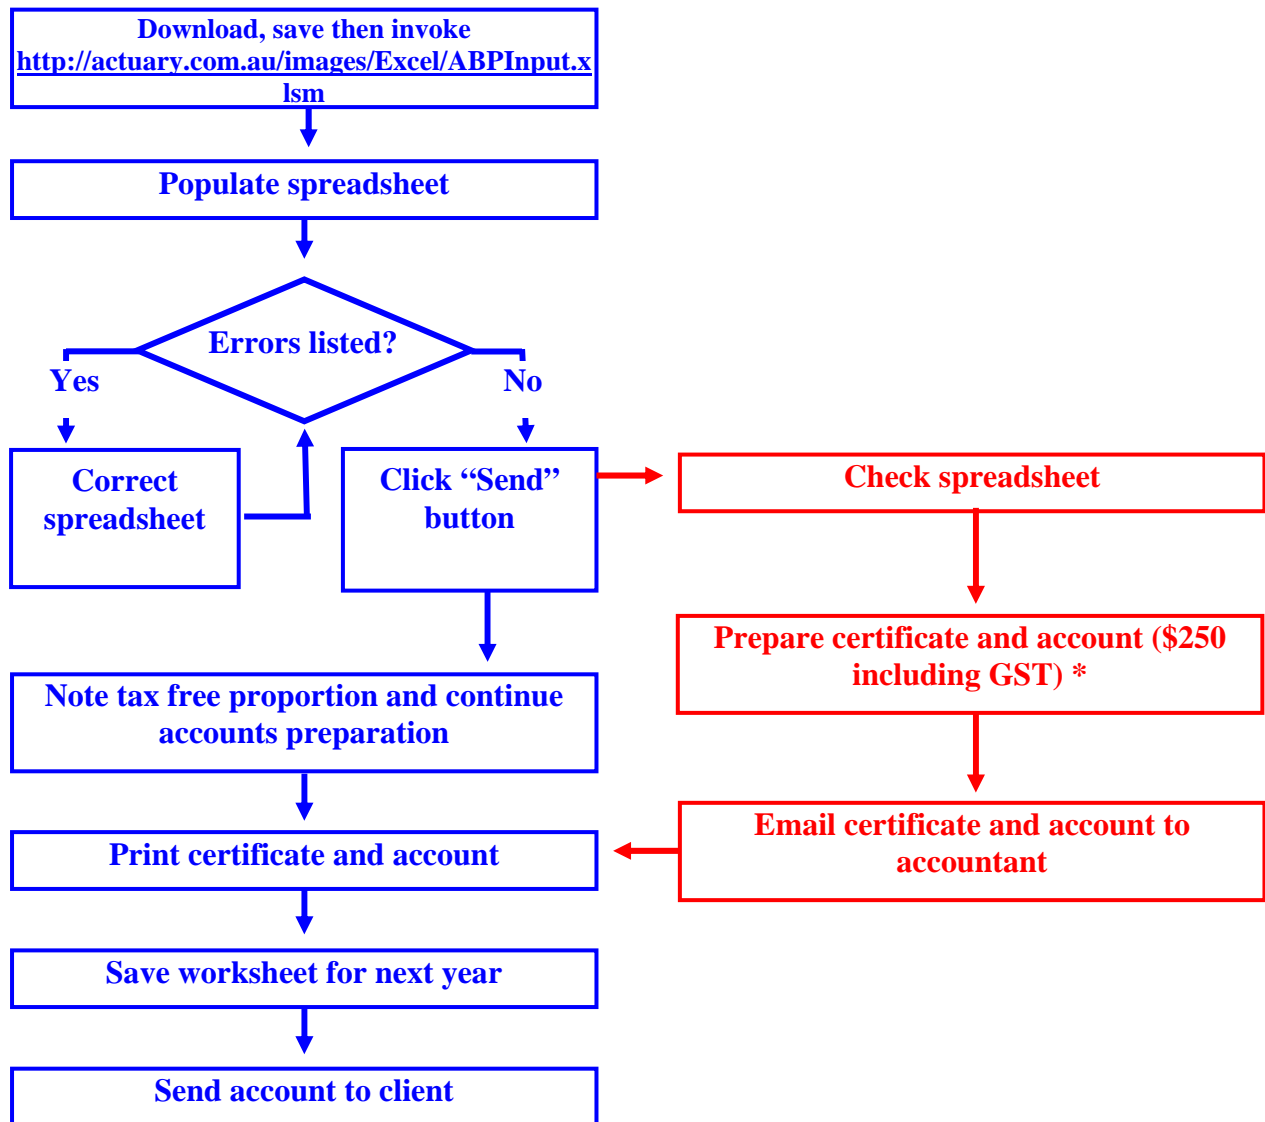 Download, save then invoke
http://actuary.com.au/images/Excel/ABPInput.x
lsm
Populate spreadsheet
Errors listed?
Yes
No
Correct
spreadsheet
Click “Send”
button
Check spreadsheet
Prepare certificate and account ($250
including GST) *
Note tax free proportion and continue
accounts preparation
Email certificate and account to
accountant
Print certificate and account
Save worksheet for next year
Send account to client